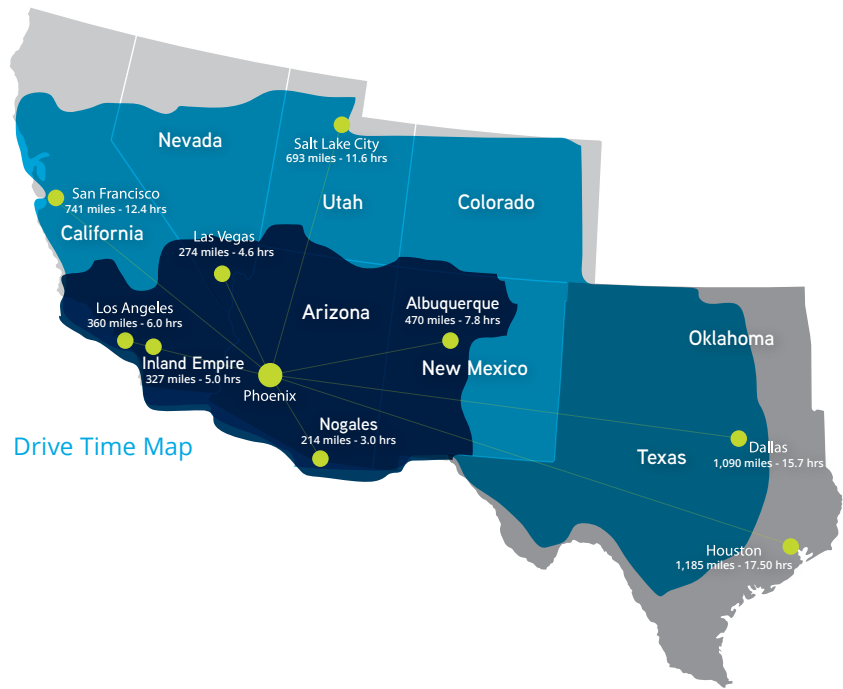 Nevada
Salt Lake City
693 miles - 11.6 hrs
San Francisco
741 miles - 12.4 hrs
Utah
Colorado
California
Las Vegas
274 miles - 4.6 hrs
Los Angeles
360 miles - 6.0 hrs
Arizona
Albuquerque
470 miles - 7.8 hrs
Oklahoma
Inland Empire
327 miles - 5.0 hrs
New Mexico
Phoenix
Nogales
214 miles - 3.0 hrs
Drive Time Map
Texas
Dallas
1,090 miles - 15.7 hrs
Houston
1,185 miles - 17.50 hrs